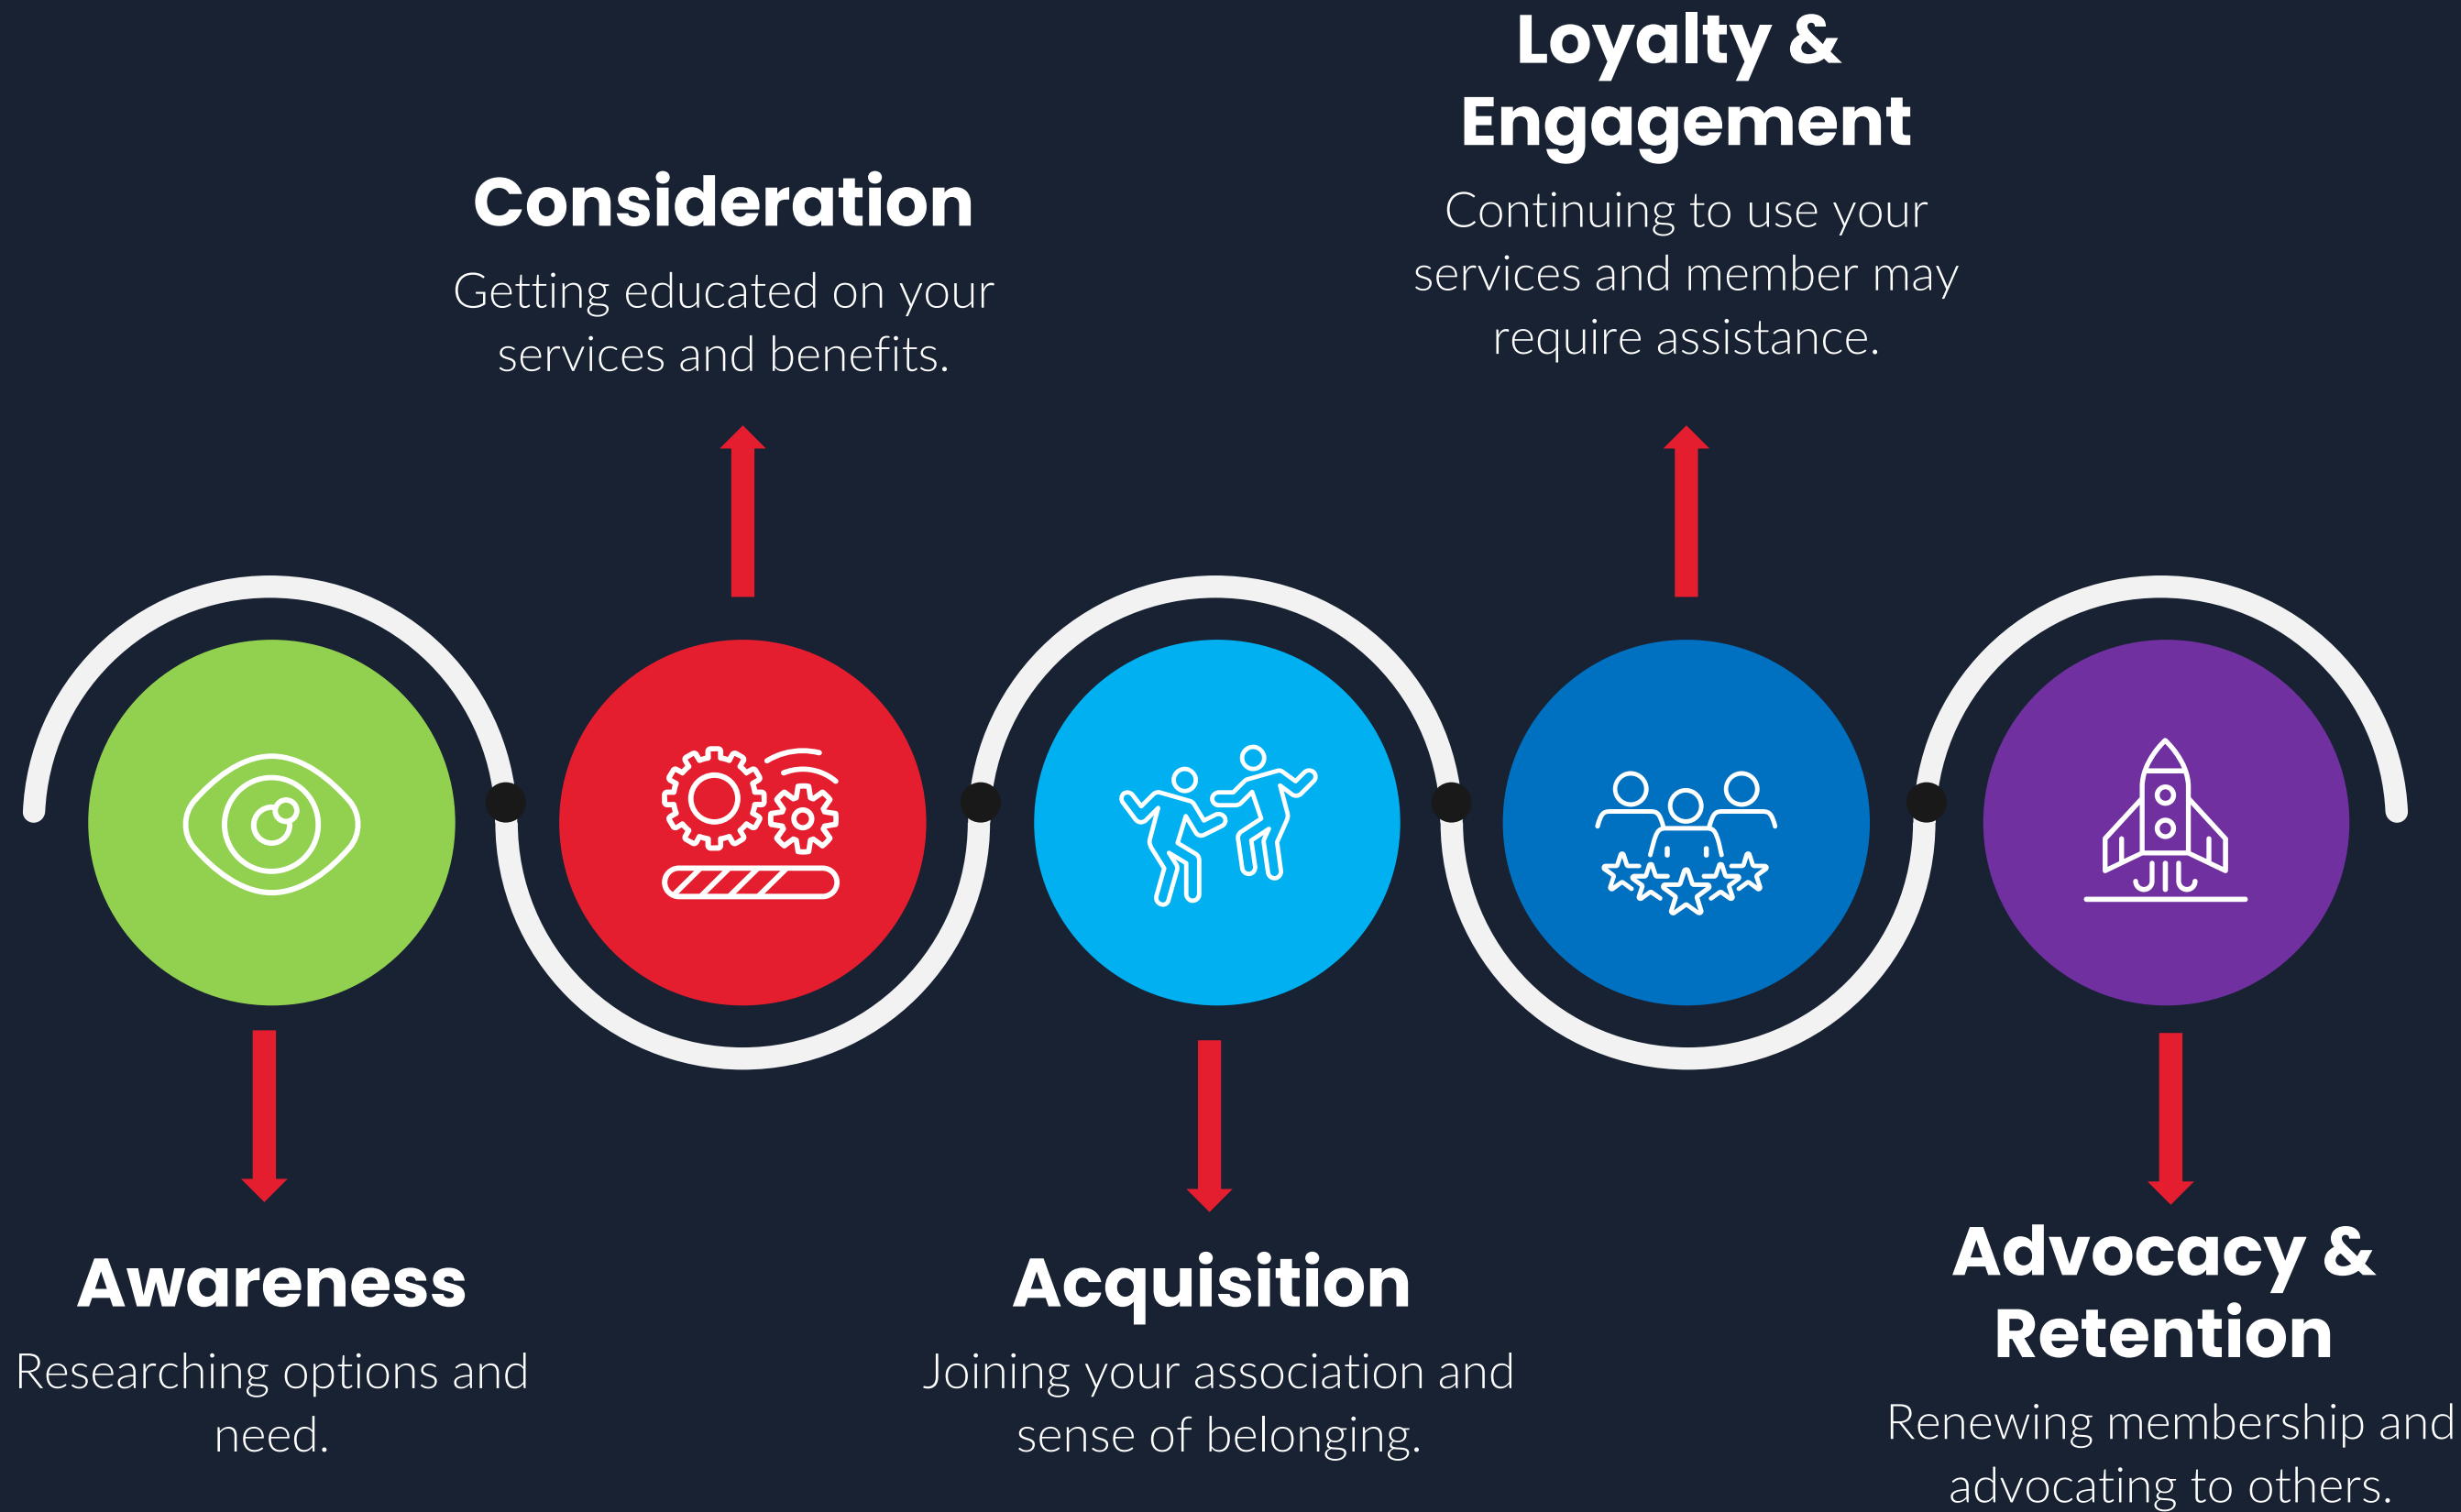 Awareness
Researching options and
need.
Consideration
Getting educated on your
services and benefits.
Acquisition
Joining your association and
sense of belonging.
Loyalty &
Engagement
Continuing to use your
services and member may
require assistance.
Advocacy &
Retention
Renewing membership and
advocating to others.